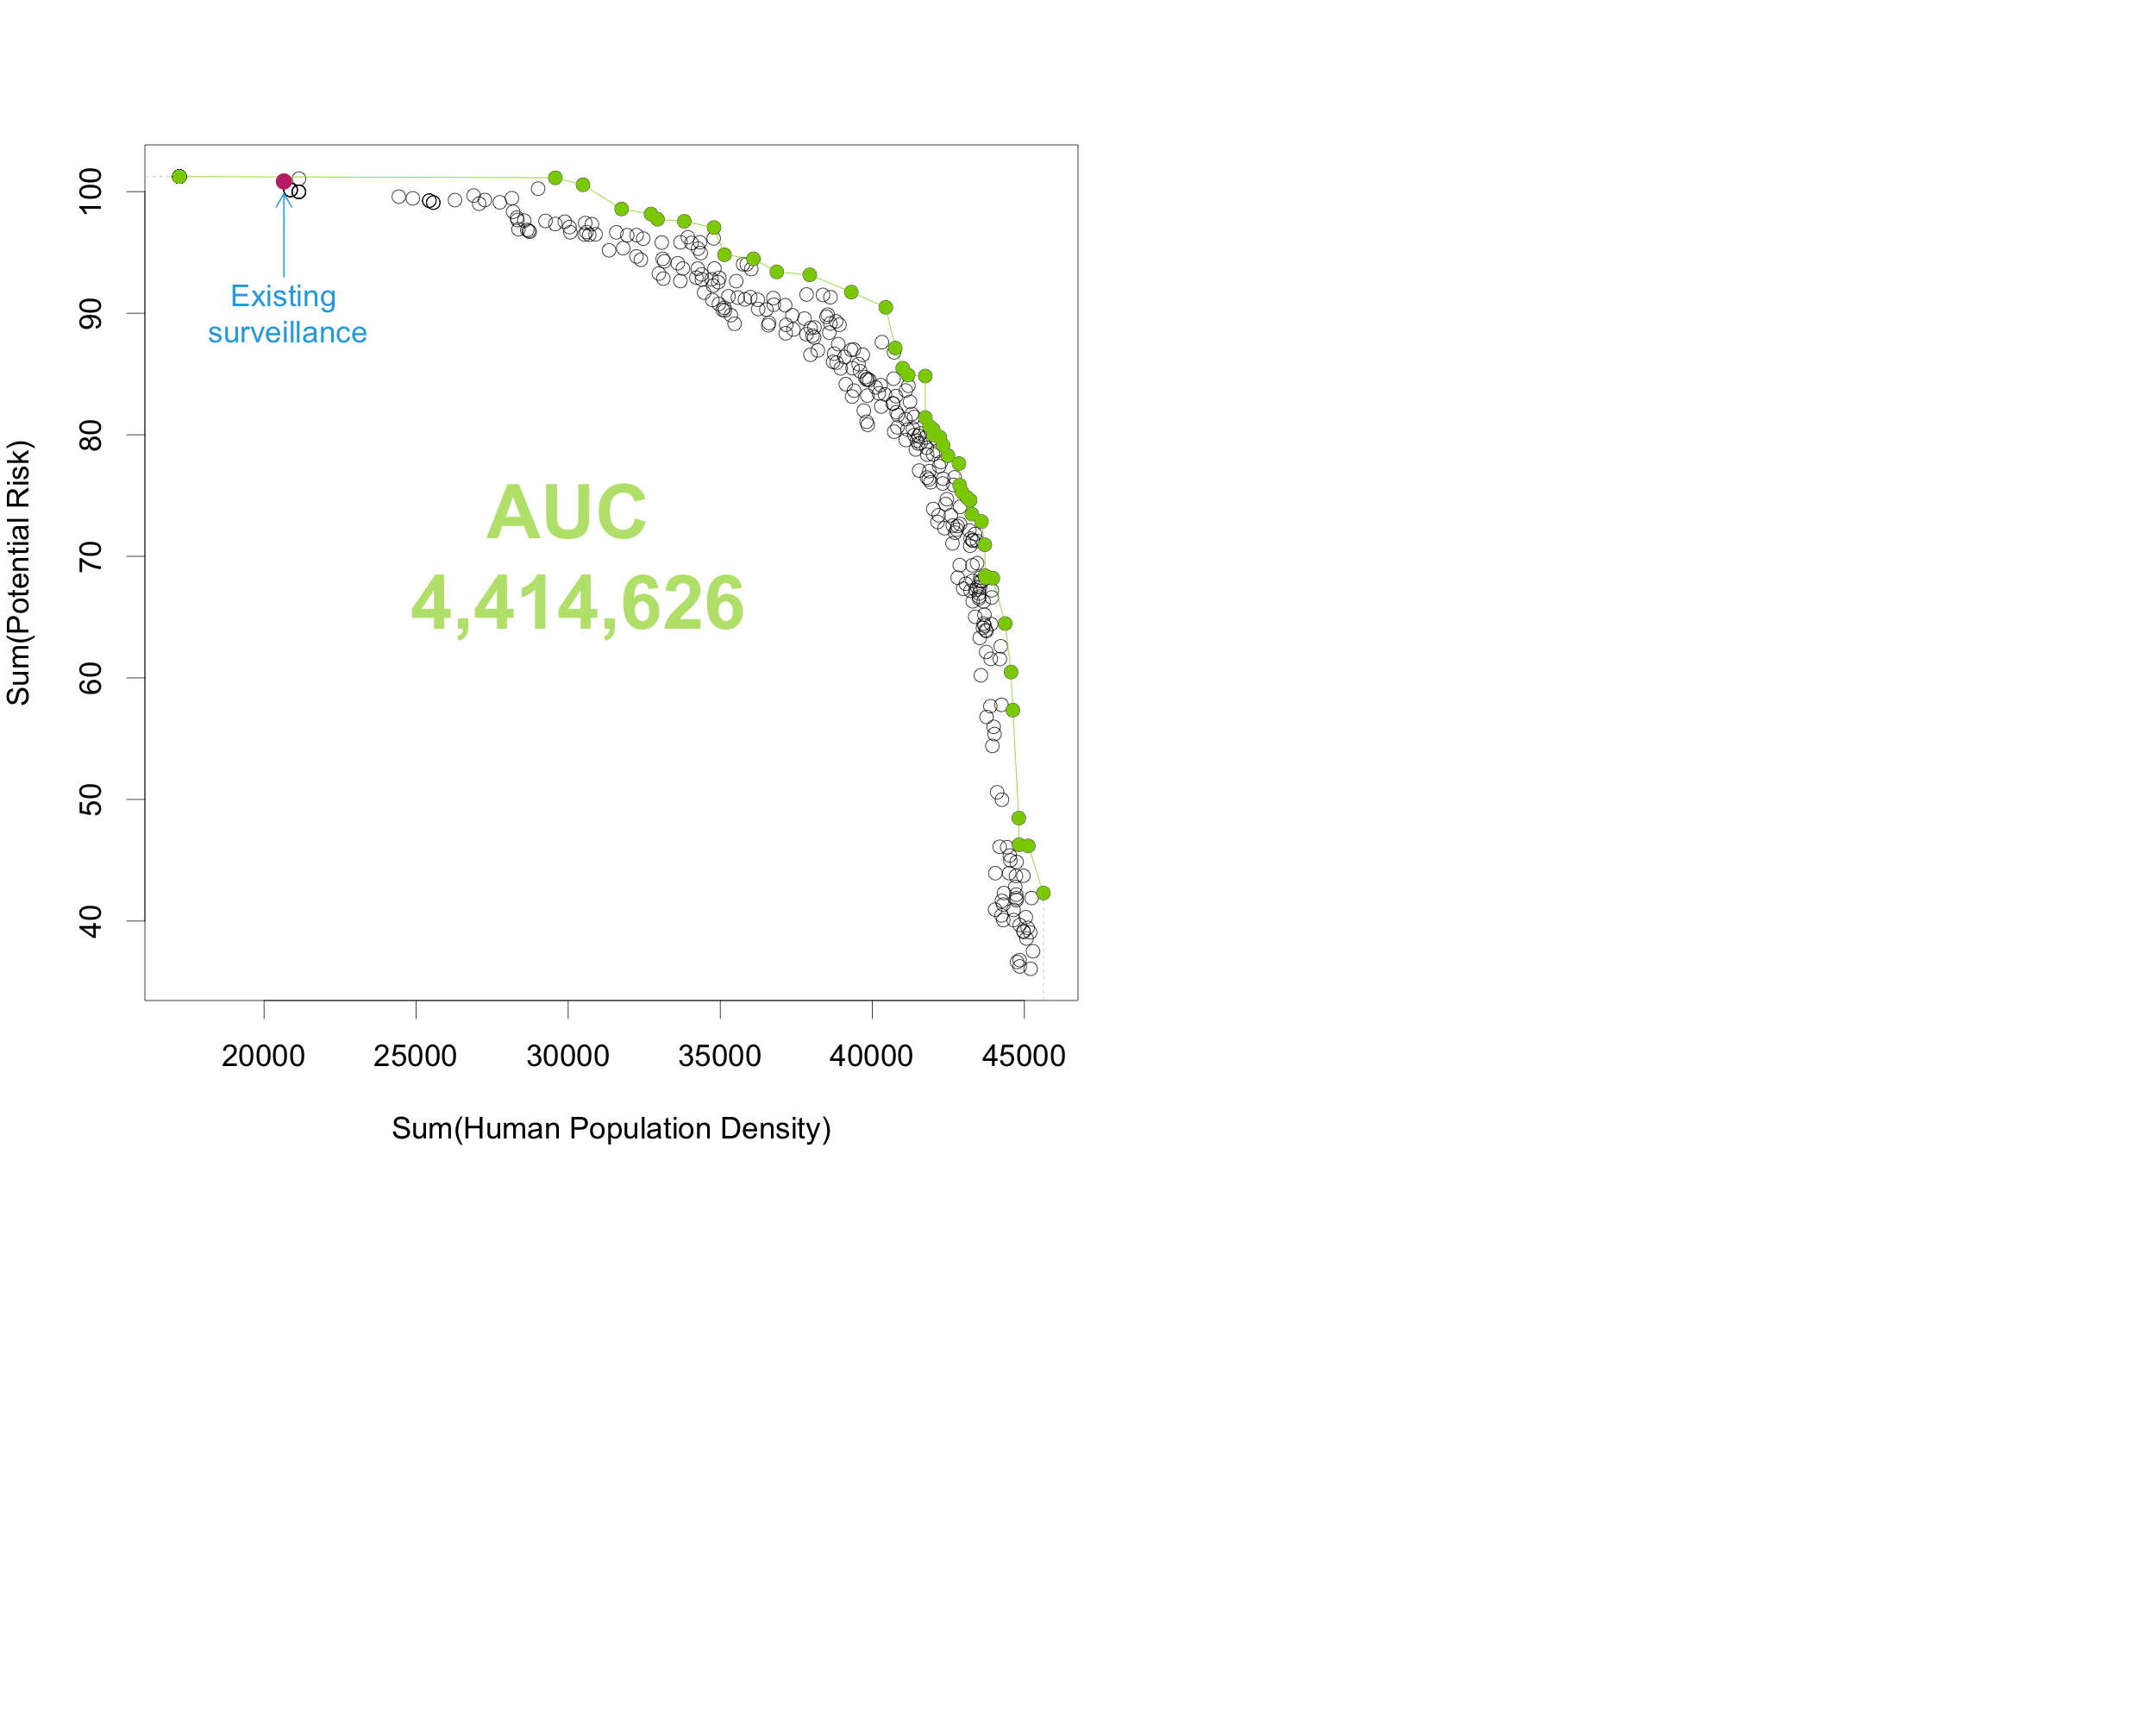 100
90
80
70
60
50
40
Sum(Potential Risk)
Existing
surveillance
AUC
4,414,626
20000 25000 30000 35000 40000 45000
Sum(Human Population Density)